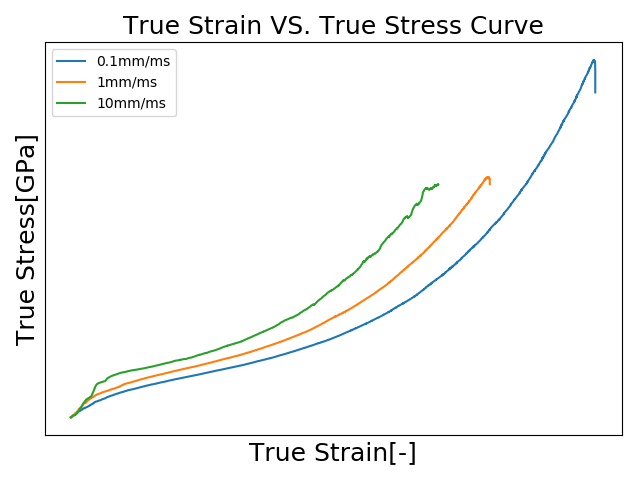 True Strain VS. True Stress Curve
0.1mm/ms
1mm/ms
10mm/ms
True Stress[GPa]
True Strain[-]